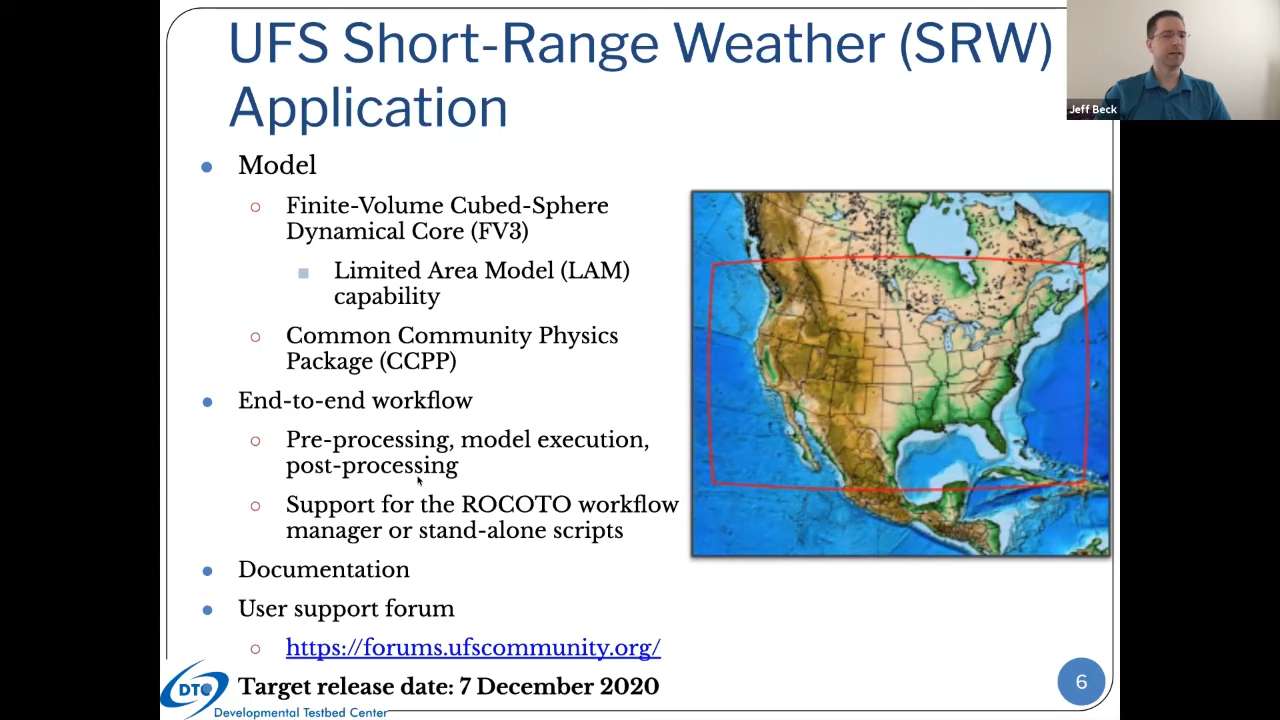 UFS Short-Range Weather (SRW)
Application
Jeff Beck
Model
Finite-Volume Cubed-Sphere
Dynamical Core (FV3)
Limited Area Model (LAM)
capability
Common Community Physics
Package (CCPP)
End-to-end workflow
Pre-processing, model execution,
post-processing
Support for the ROCOTO workflow
manager or stand-alone scripts
Documentation
User support forum
https://forums.ufscommunity.org/
Target release date: 7 December 2020
DTC
Developmental Testbed Center
6